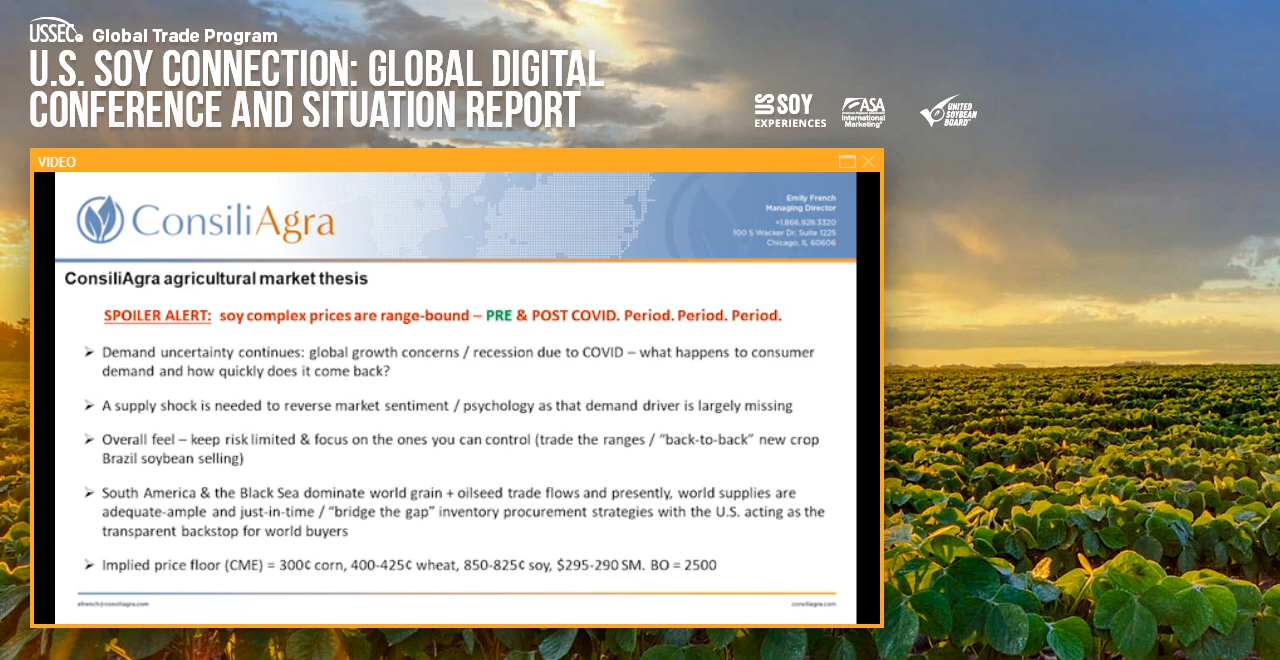 USSEC Global Trade Program
U.S. SOY CONNECTION: GLOBAL DIGITAL
CONFERENCE AND SITUATION REPORT
US SOY
EXPERIENCES
ASA
International
Marketing
UNITED
SOYBEAN
BOARD
VIDEO
ConsiliAgra
Emily French
Managing Director
+1.866.928.3320
100 S Wacker Dr, Suite 1225
Chicago, IL 60606
ConsiliAgra agricultural market thesis
SPOILER ALERT: soy complex prices are range-bound – PRE & POST COVID. Period. Period. Period.
➢ Demand uncertainty continues: global growth concerns / recession due to COVID – what happens to consumer
demand and how quickly does it come back?
➢ A supply shock is needed to reverse market sentiment / psychology as that demand driver is largely missing
➢ Overall feel – keep risk limited & focus on the ones you can control (trade the ranges / “back-to-back” new crop
Brazil soybean selling)
➢ South America & the Black Sea dominate world grain + oilseed trade flows and presently, world supplies are
adequate-ample and just-in-time / “bridge the gap” inventory procurement strategies with the U.S. acting as the
transparent backstop for world buyers
➢ Implied price floor (CME) = 300¢ corn, 400-425¢ wheat, 850-825¢ soy, $295-290 SM. BO = 2500
efrench@consiliagra.com
consiliagra.com